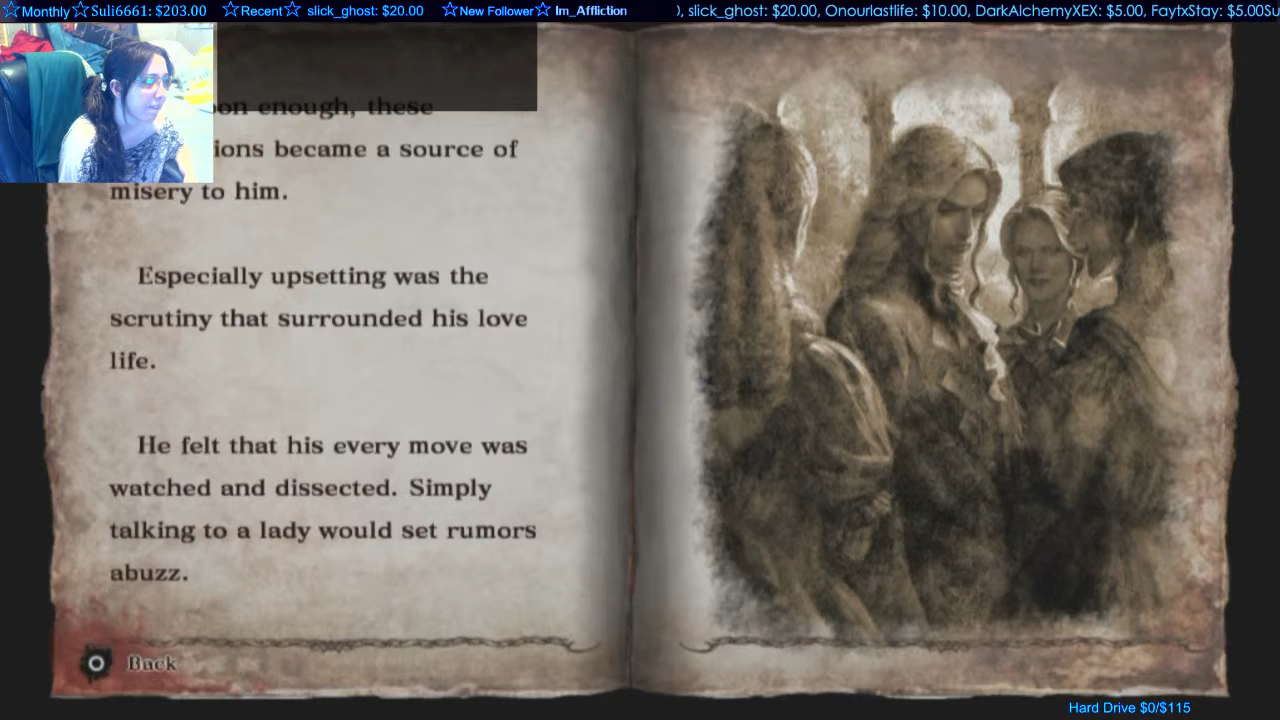 Monthly Suli6661: $203.00 Recent slick_ghost: $20.00 New Follower Im_Affliction ), slick_ghost: $20.00, Onourlastlife: $10.00, DarkAlchemyXEX: $5.00, FaytxStay: $5.00Su
enough, these
became a source of
misery to him.
Especially upsetting was the
scrutiny that surrounded his love
life.
He felt that his every move was
watched and dissected. Simply
talking to a lady would set rumors
abuzz.
Back
Hard Drive $0/$115